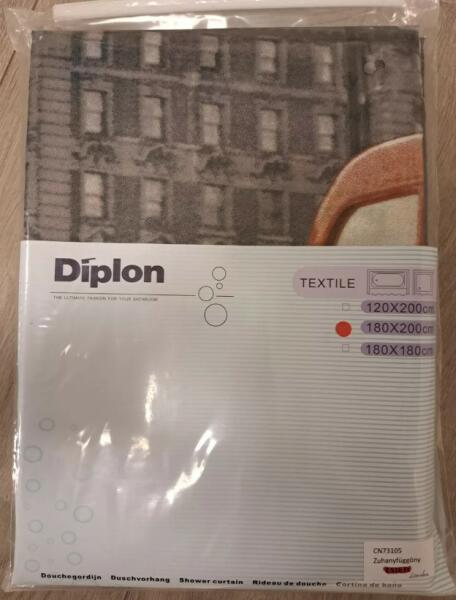 Diplon
THE ULTIMATE FASHION FOR YOUR BATHROOM
TEXTILE
120X200cm
180X200cm
180X180cm
CN73105
Zuhanyfüggöny
Douchegordijn Duschvorhang Shower curtain Rideau de douche Cortina de bano